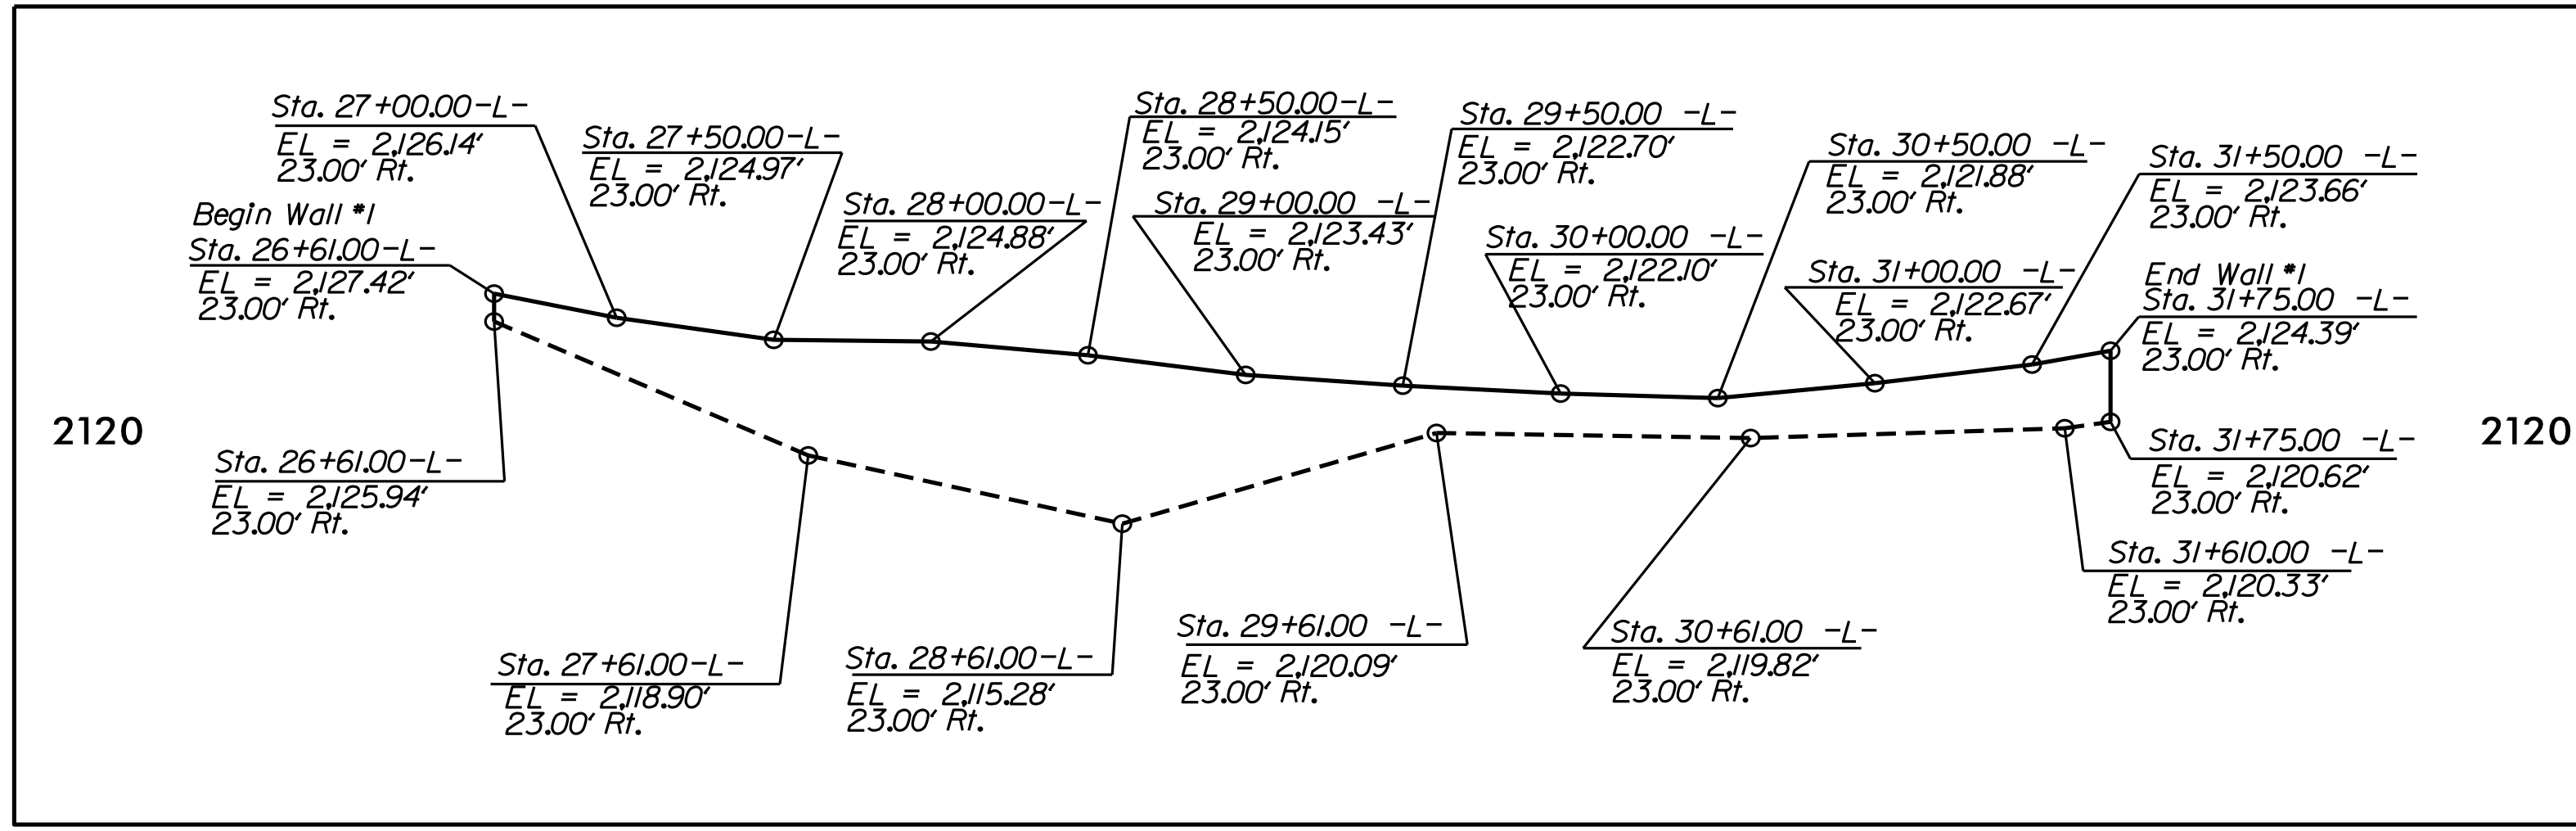 Sta. 27+00.00-L-
EL = 2,126.14'
23.00' Rt.
Sta. 27+50.00-L-
EL = 2,124.97'
23.00' Rt.
Sta. 28+50.00-L-
EL = 2,124.15'
23.00' Rt.
Sta. 29+50.00 -L-
EL = 2,122.70'
23.00' Rt.
Sta. 30+50.00 -L-
EL = 2,121.88'
23.00' Rt.
Sta. 31+50.00 -L-
EL = 2,123.66'
23.00' Rt.
Begin Wall #1
Sta. 26+61.00-L-
EL = 2,127.42'
23.00' Rt.
Sta. 28+00.00-L-
EL = 2,124.88'
23.00' Rt.
Sta. 29+00.00 -L-
EL = 2,123.43'
23.00' Rt.
Sta. 30+00.00 -L-
EL = 2,122.10'
23.00' Rt.
Sta. 31+00.00 -L-
EL = 2,122.67'
23.00' Rt.
End Wall #1
Sta. 31+75.00 -L-
EL = 2,124.39'
23.00' Rt.
2120
2120
Sta. 26+61.00-L-
EL = 2,125.94'
23.00' Rt.
Sta. 31+75.00 -L-
EL = 2,120.62'
23.00' Rt.
Sta. 31+610.00 -L-
EL = 2,120.33'
23.00' Rt.
Sta. 27+61.00-L-
EL = 2,118.90'
23.00' Rt.
Sta. 28+61.00-L-
EL = 2,115.28'
23.00' Rt.
Sta. 29+61.00 -L-
EL = 2,120.09'
23.00' Rt.
Sta. 30+61.00 -L-
EL = 2,119.82'
23.00' Rt.